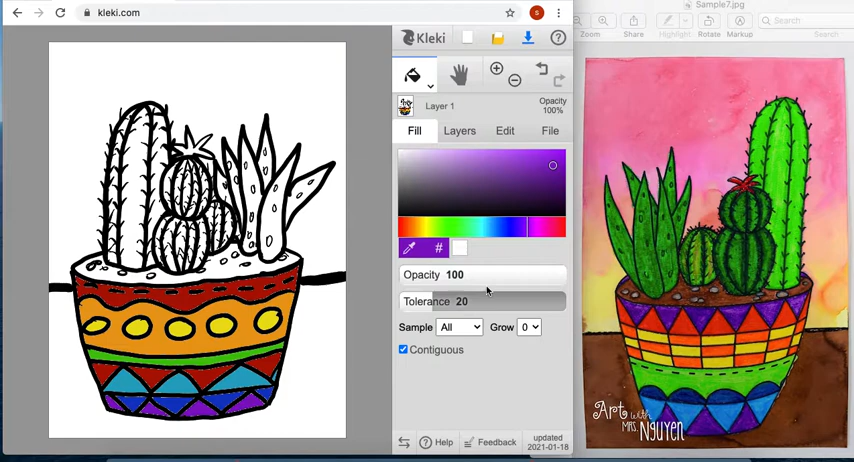 kleki.com
S
Sample7.jpg
Zoom
Share
Highlight
Rotate
Markup
Search
Search
Kleki
Layer 1
Opacity
100%
Fill
Layers
Edit
File
#
Opacity 100
Tolerance 20
Sample All
Grow 0
Contiguous
Help
Feedback
updated
2021-01-18
Art with
MRS.
Nguyen